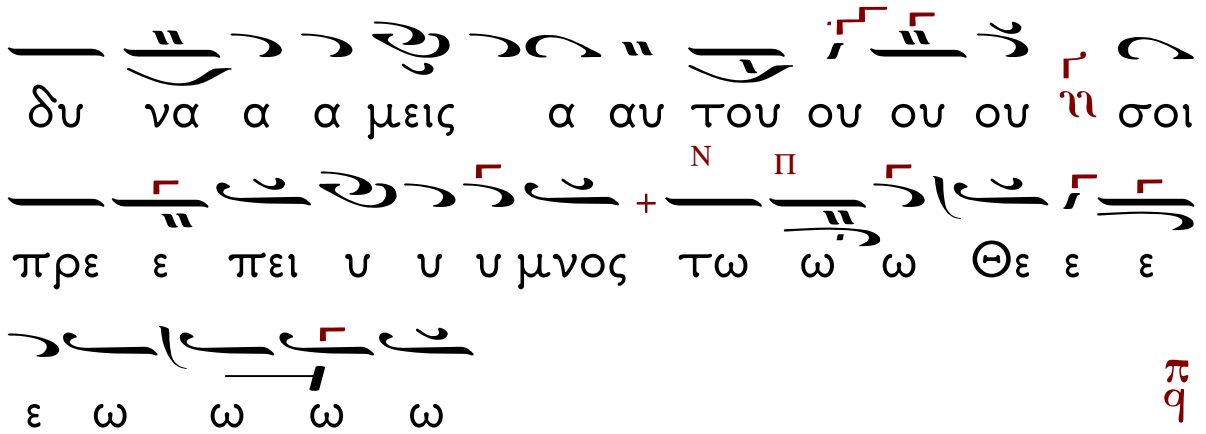 δυ να α α μεις α αυ του ου ου ου σοι
Ν Π
πρε ε πει υ υ υ μνος + τω ω ω Θε ε ε
ε ω ω ω ω
π
q